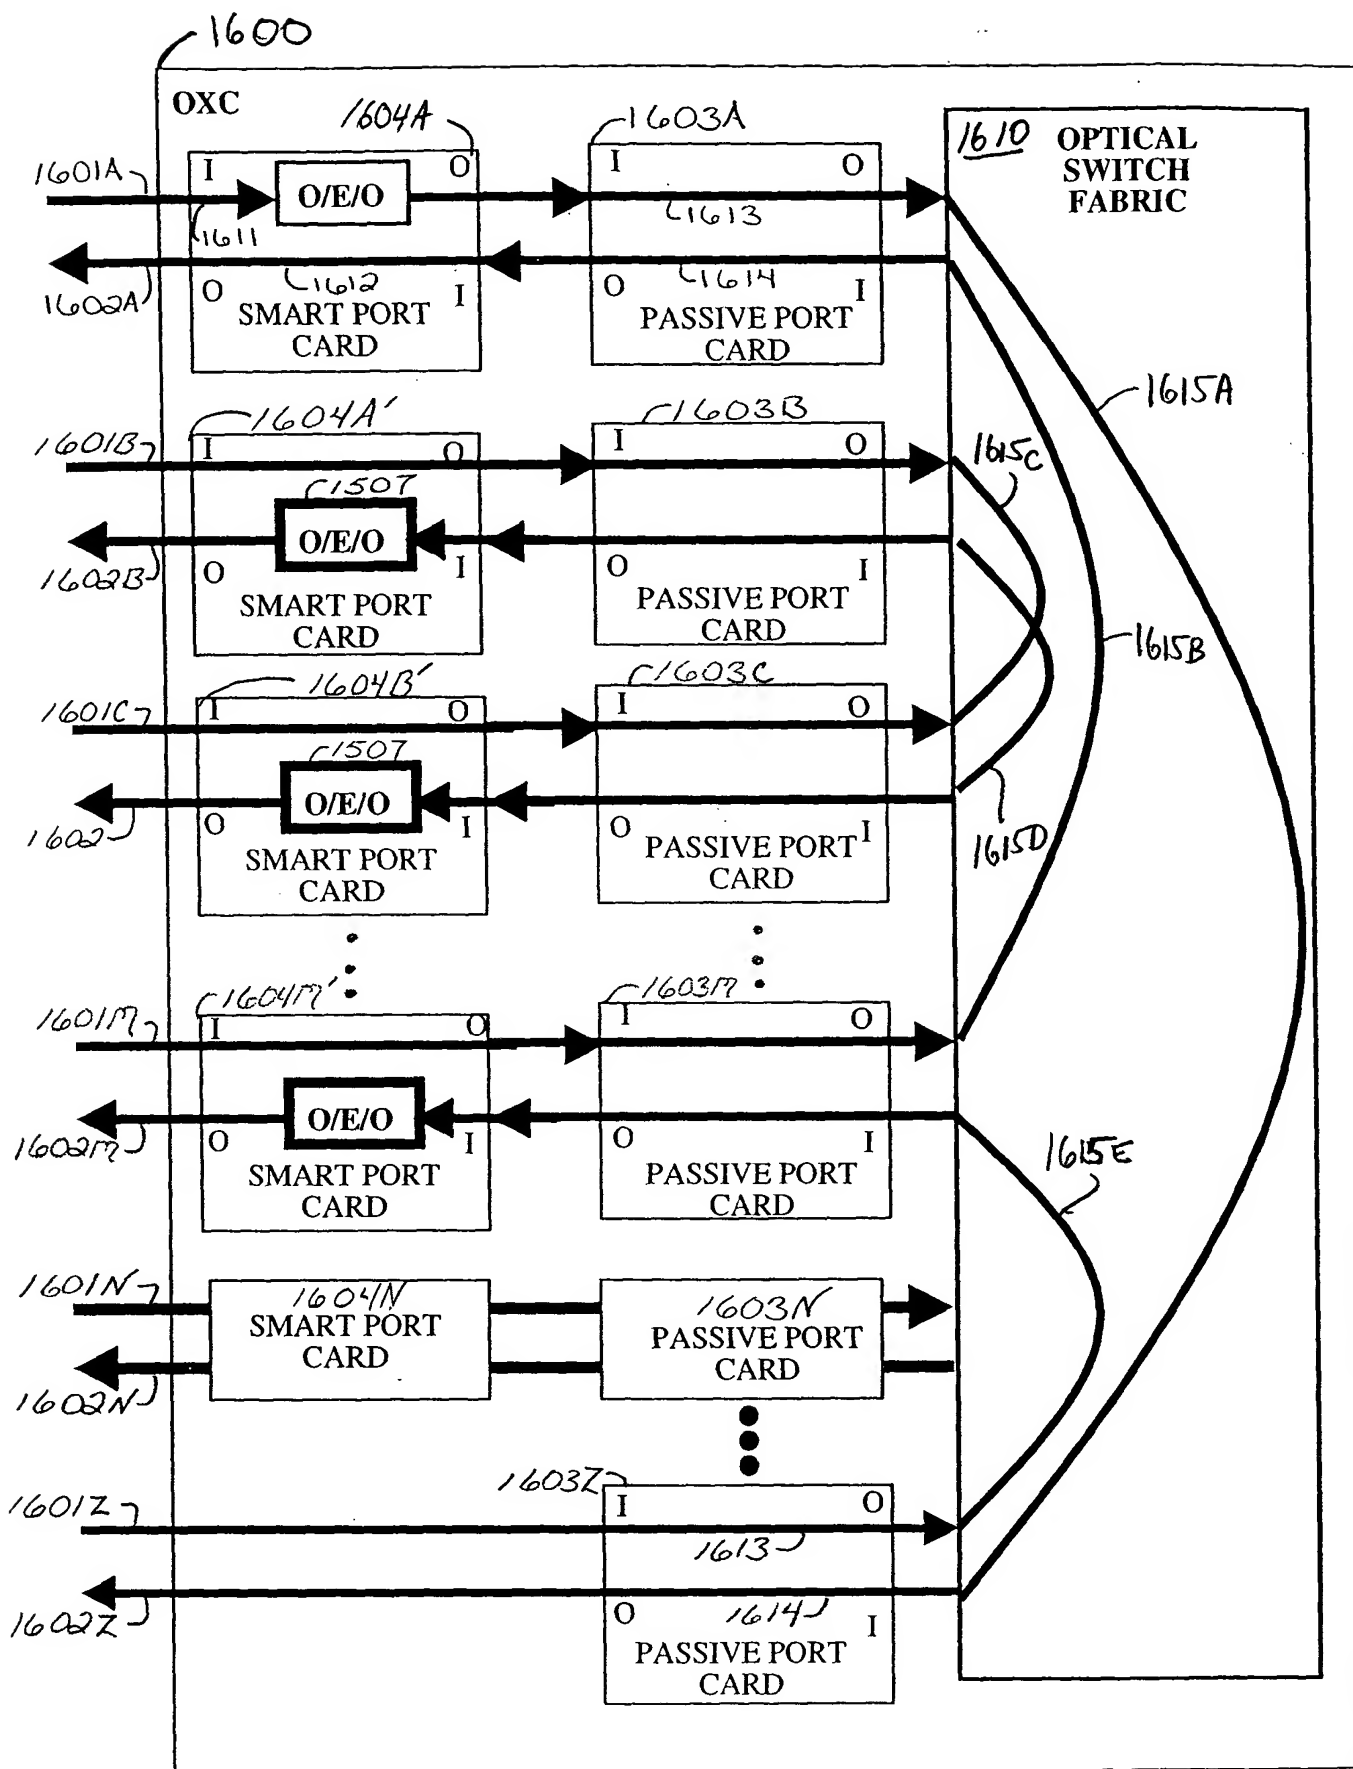 1600
OXC
1604A
1603A
1610 OPTICAL
SWITCH
FABRIC
1601A
I
O/E/O
O
I
O
1611
1613
1602A
O
1612
I
O
1614
I
SMART PORT
CARD
PASSIVE PORT
CARD
1615A
1604A'
1603B
1601B
I
O
I
O
1615C
1507
O/E/O
1602B
O
I
O
I
SMART PORT
CARD
PASSIVE PORT
CARD
1615B
1604B'
1603C
1601C
I
O
I
O
1507
O/E/O
1602
O
I
O
I
1615D
SMART PORT
CARD
PASSIVE PORT
CARD
1604M'
1603M
1601M
I
O
I
O
O/E/O
1602M
O
I
O
I
1615E
SMART PORT
CARD
PASSIVE PORT
CARD
1601N
1604N
SMART PORT
CARD
1603N
PASSIVE PORT
CARD
1602N
1603Z
1601Z
I
O
1613
1602Z
O
1614
I
PASSIVE PORT
CARD